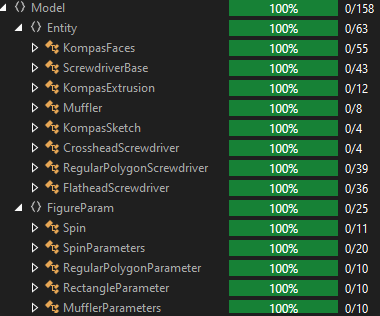 Model 100% 0/158
Entity 100% 0/63
KompasFaces 100% 0/55
ScrewdriverBase 100% 0/43
KompasExtrusion 100% 0/12
Muffler 100% 0/8
KompasSketch 100% 0/4
CrossheadScrewdriver 100% 0/4
RegularPolygonScrewdriver 100% 0/39
FlatheadScrewdriver 100% 0/36
FigureParam 100% 0/25
Spin 100% 0/11
SpinParameters 100% 0/20
RegularPolygonParameter 100% 0/10
RectangleParameter 100% 0/10
MufflerParameters 100% 0/10